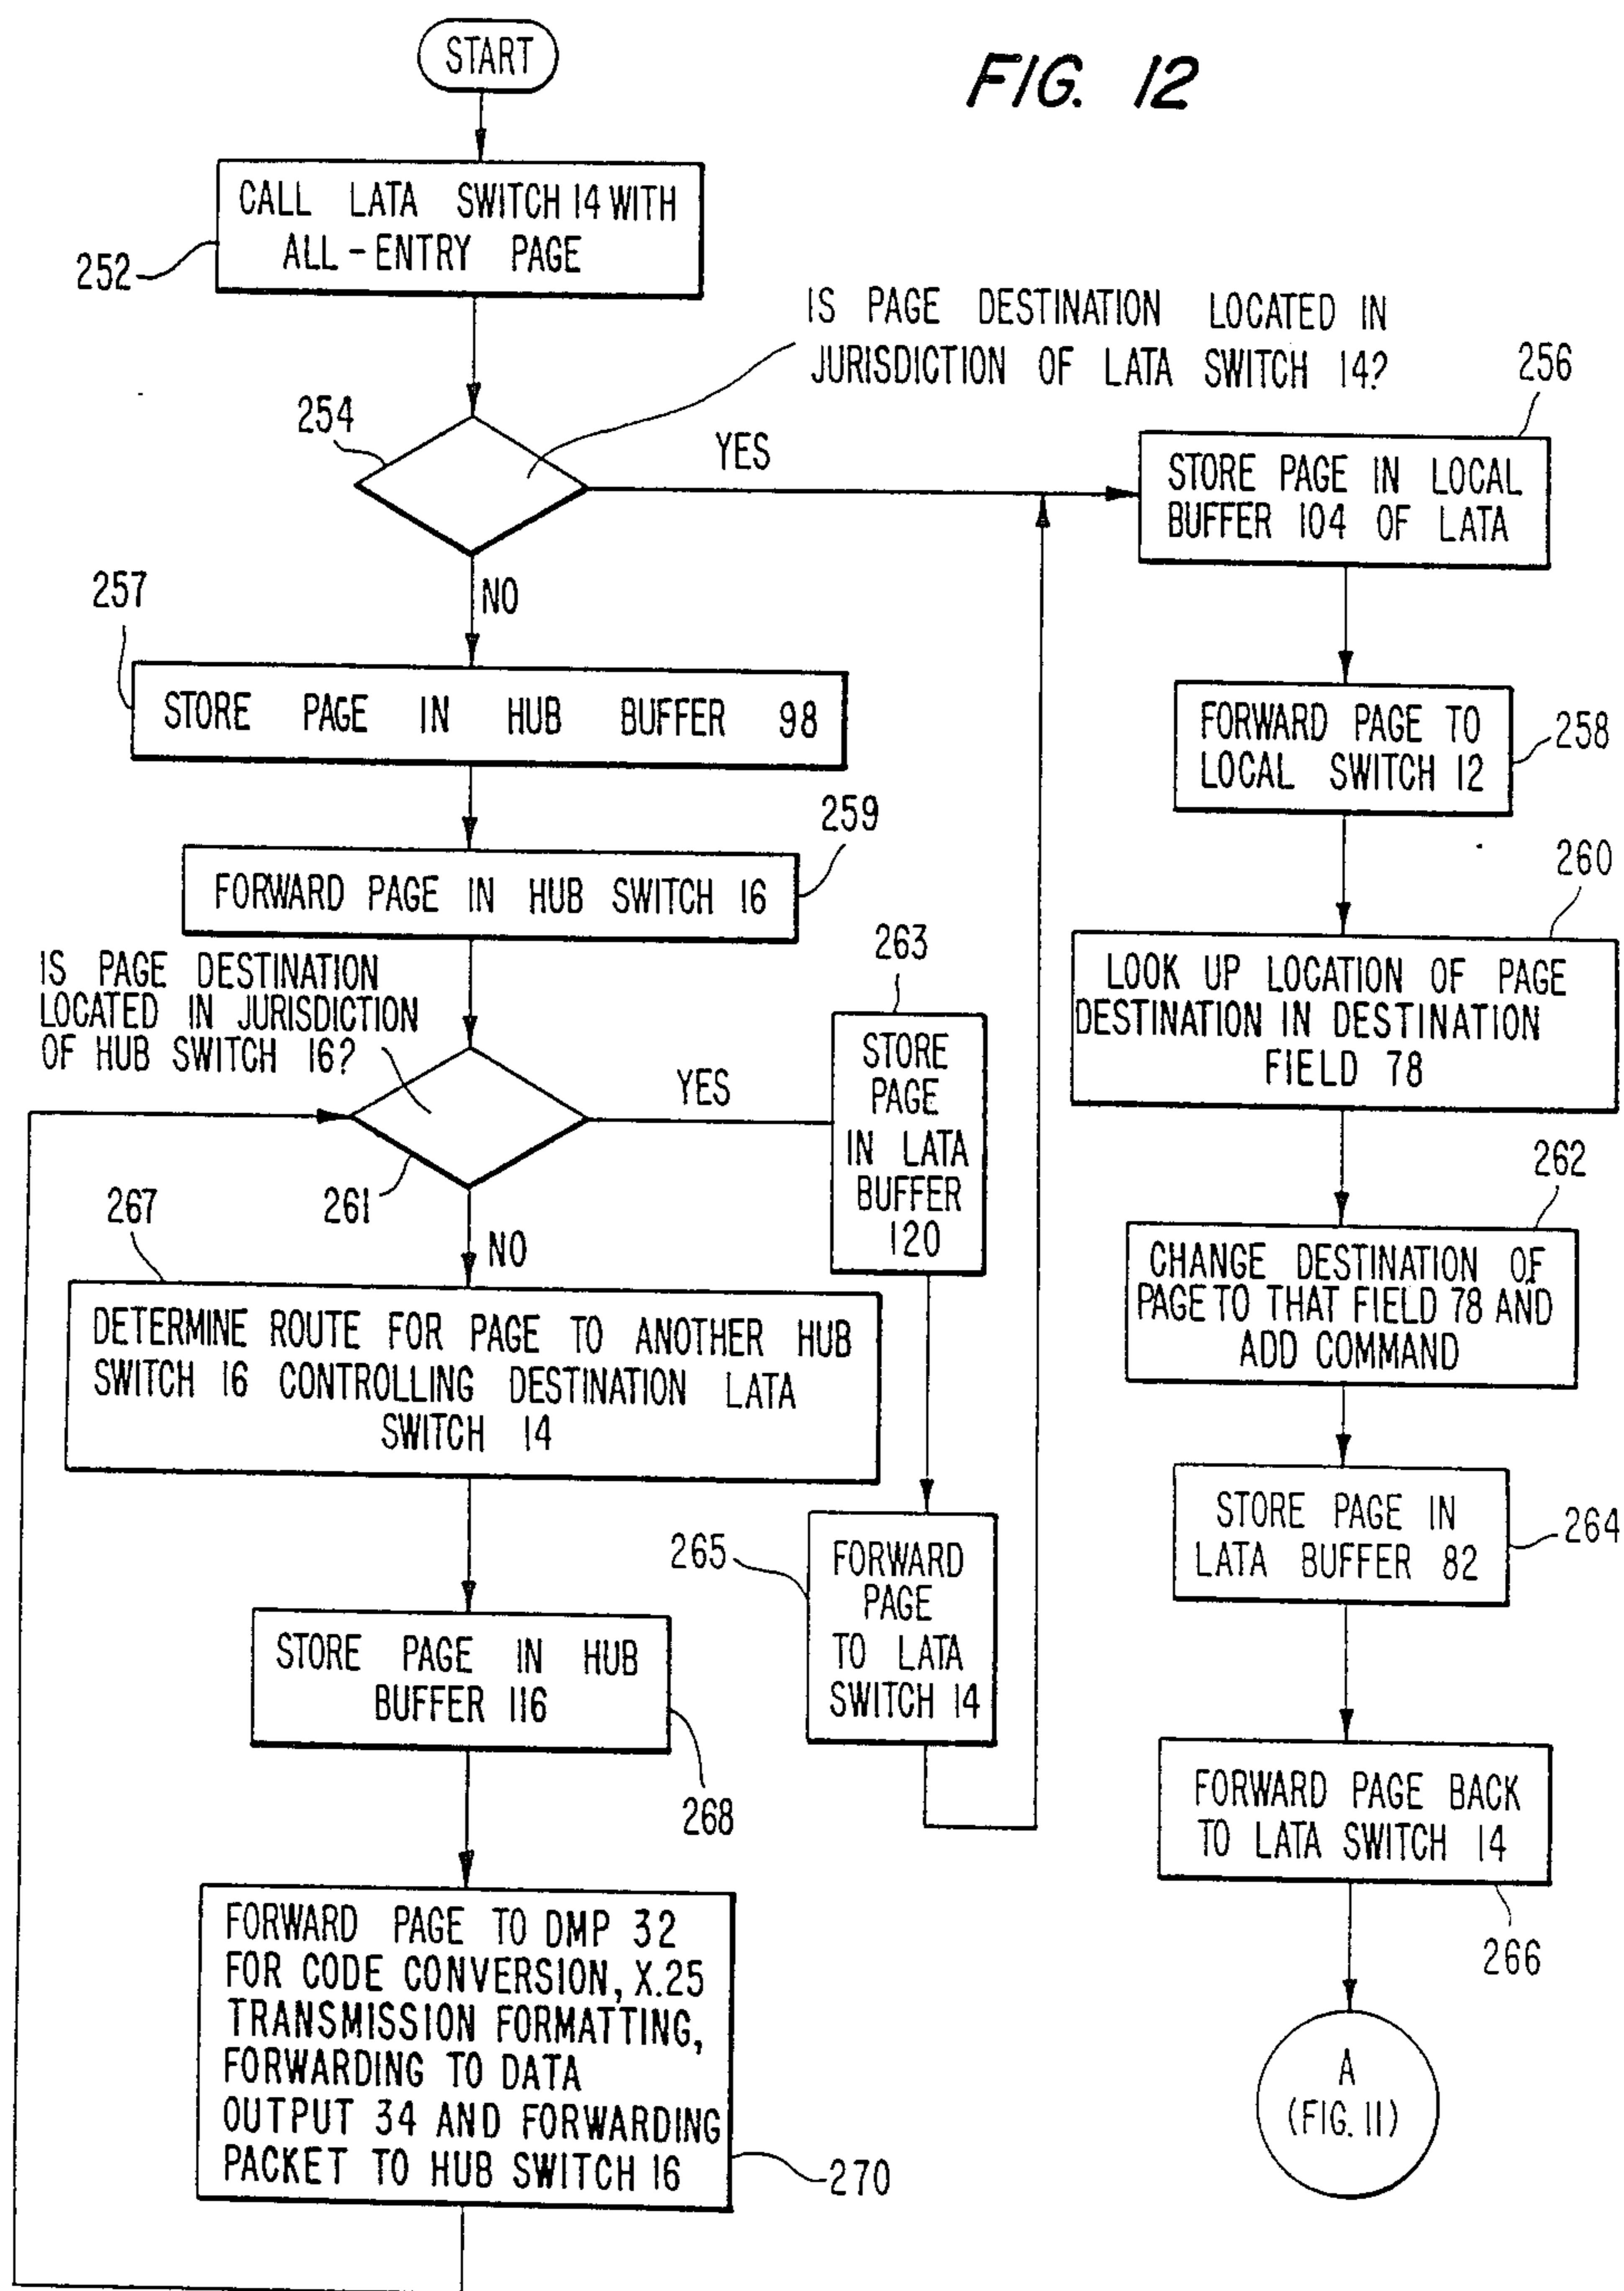 START
FIG. 12
CALL LATA SWITCH 14 WITH
ALL-ENTRY PAGE
252
IS PAGE DESTINATION LOCATED IN
JURISDICTION OF LATA SWITCH 14?
254
YES
NO
256
STORE PAGE IN LOCAL
BUFFER 104 OF LATA
257
STORE PAGE IN HUB BUFFER 98
FORWARD PAGE TO
LOCAL SWITCH 12
258
259
FORWARD PAGE IN HUB SWITCH 16
260
LOOK UP LOCATION OF PAGE
DESTINATION IN DESTINATION
FIELD 78
IS PAGE DESTINATION
LOCATED IN JURISDICTION
OF HUB SWITCH 16?
261
YES
NO
263
STORE
PAGE
IN LATA
BUFFER
120
262
CHANGE DESTINATION OF
PAGE TO THAT FIELD 78 AND
ADD COMMAND
267
DETERMINE ROUTE FOR PAGE TO ANOTHER HUB
SWITCH 16 CONTROLLING DESTINATION LATA
SWITCH 14
STORE PAGE IN
LATA BUFFER 82
264
265
FORWARD
PAGE
TO LATA
SWITCH 14
STORE PAGE IN HUB
BUFFER 116
268
FORWARD PAGE BACK
TO LATA SWITCH 14
266
FORWARD PAGE TO DMP 32
FOR CODE CONVERSION, X.25
TRANSMISSION FORMATTING,
FORWARDING TO DATA
OUTPUT 34 AND FORWARDING
PACKET TO HUB SWITCH 16
270
A
(FIG. 11)